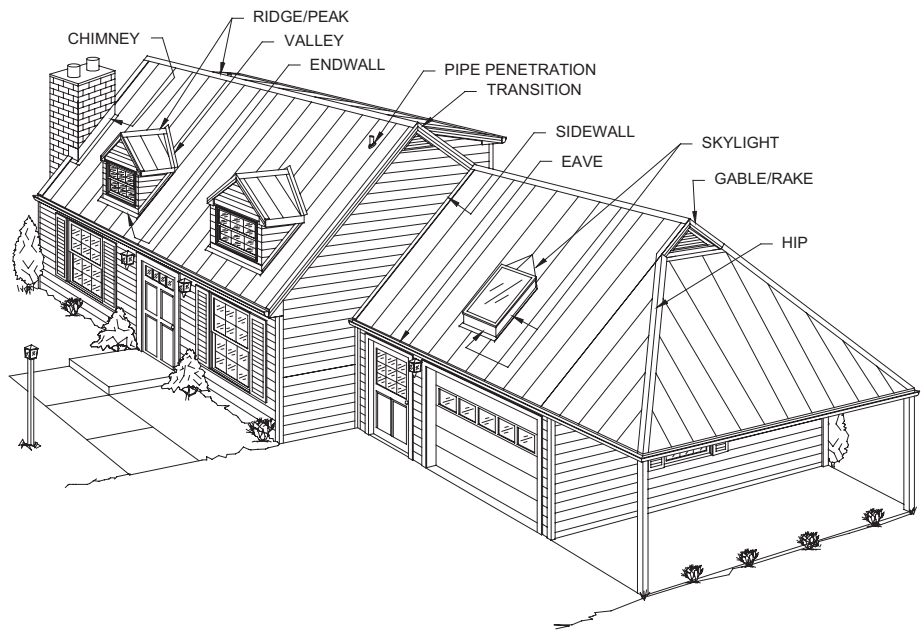 RIDGE/PEAK
CHIMNEY
VALLEY
ENDWALL
PIPE PENETRATION
TRANSITION
SIDEWALL
SKYLIGHT
EAVE
GABLE/RAKE
HIP